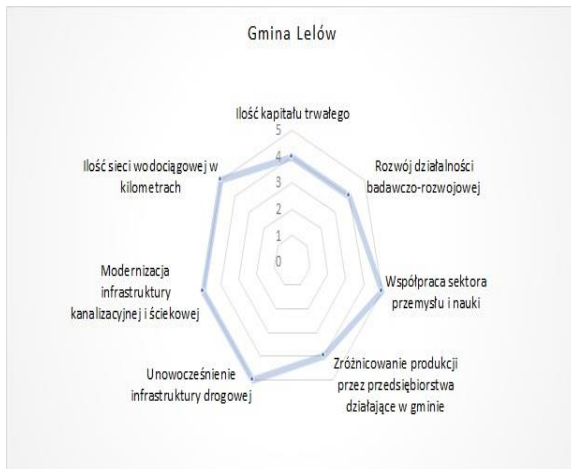 Gmina Lelów
Ilość kapitału trwałego
5
4
3
2
1
0
Rozwój działalności
badawczo-rozwojowej
Współpraca sektora
przemysłu i nauki
Zróżnicowanie produkcji
przez przedsiębiorstwa
działające w gminie
Unowocześnienie
infrastruktury drogowej
Modernizacja
infrastruktury
kanalizacyjnej i ściekowej
Ilość sieci wodociągowej w
kilometrach